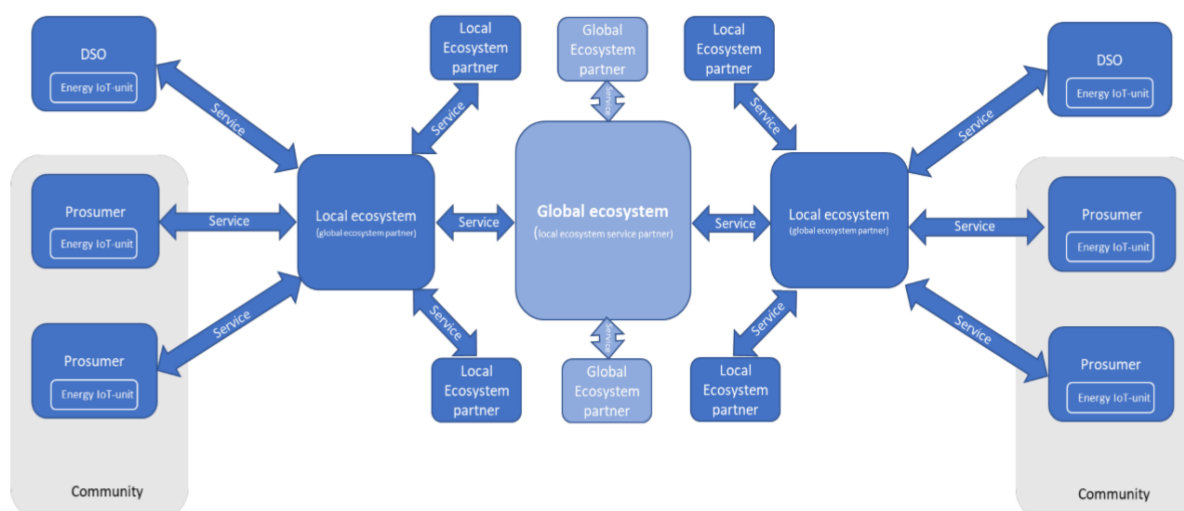 DSO
Energy IoT-unit
Service
Local
Ecosystem
partner
Service
Global
Ecosystem
partner
Service
Local
Ecosystem
partner
Service
DSO
Energy IoT-unit
Service
Prosumer
Energy IoT-unit
Service
Local ecosystem
(global ecosystem partner)
Service
Global ecosystem
(local ecosystem service partner)
Service
Local ecosystem
(global ecosystem partner)
Service
Prosumer
Energy IoT-unit
Prosumer
Energy IoT-unit
Service
Service
Local
Ecosystem
partner
Service
Global
Ecosystem
partner
Service
Local
Ecosystem
partner
Service
Prosumer
Energy IoT-unit
Community
Community